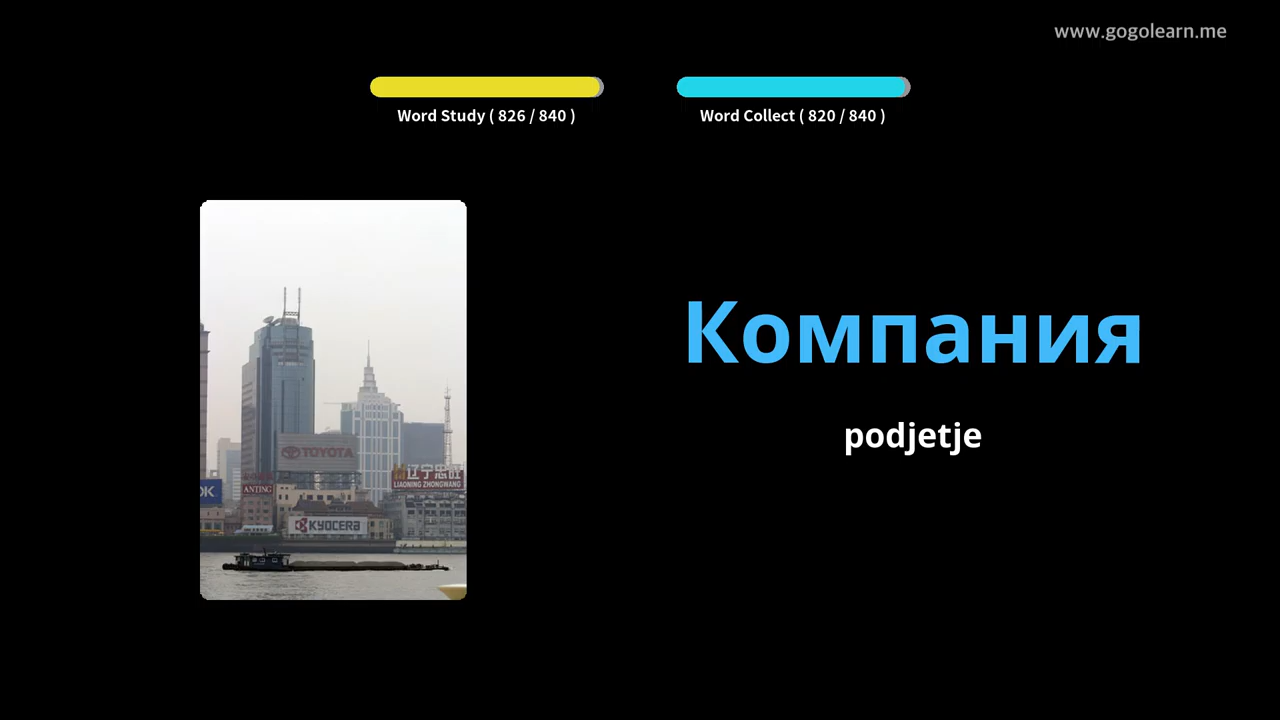 www.gogolearn.me
Word Study ( 826 / 840 )
Word Collect ( 820 / 840 )
Компания
podjetje
TOYOTA
辽宁忠旺
LIAONING ZHONGWANG
OK
ANTING
KYOCERA